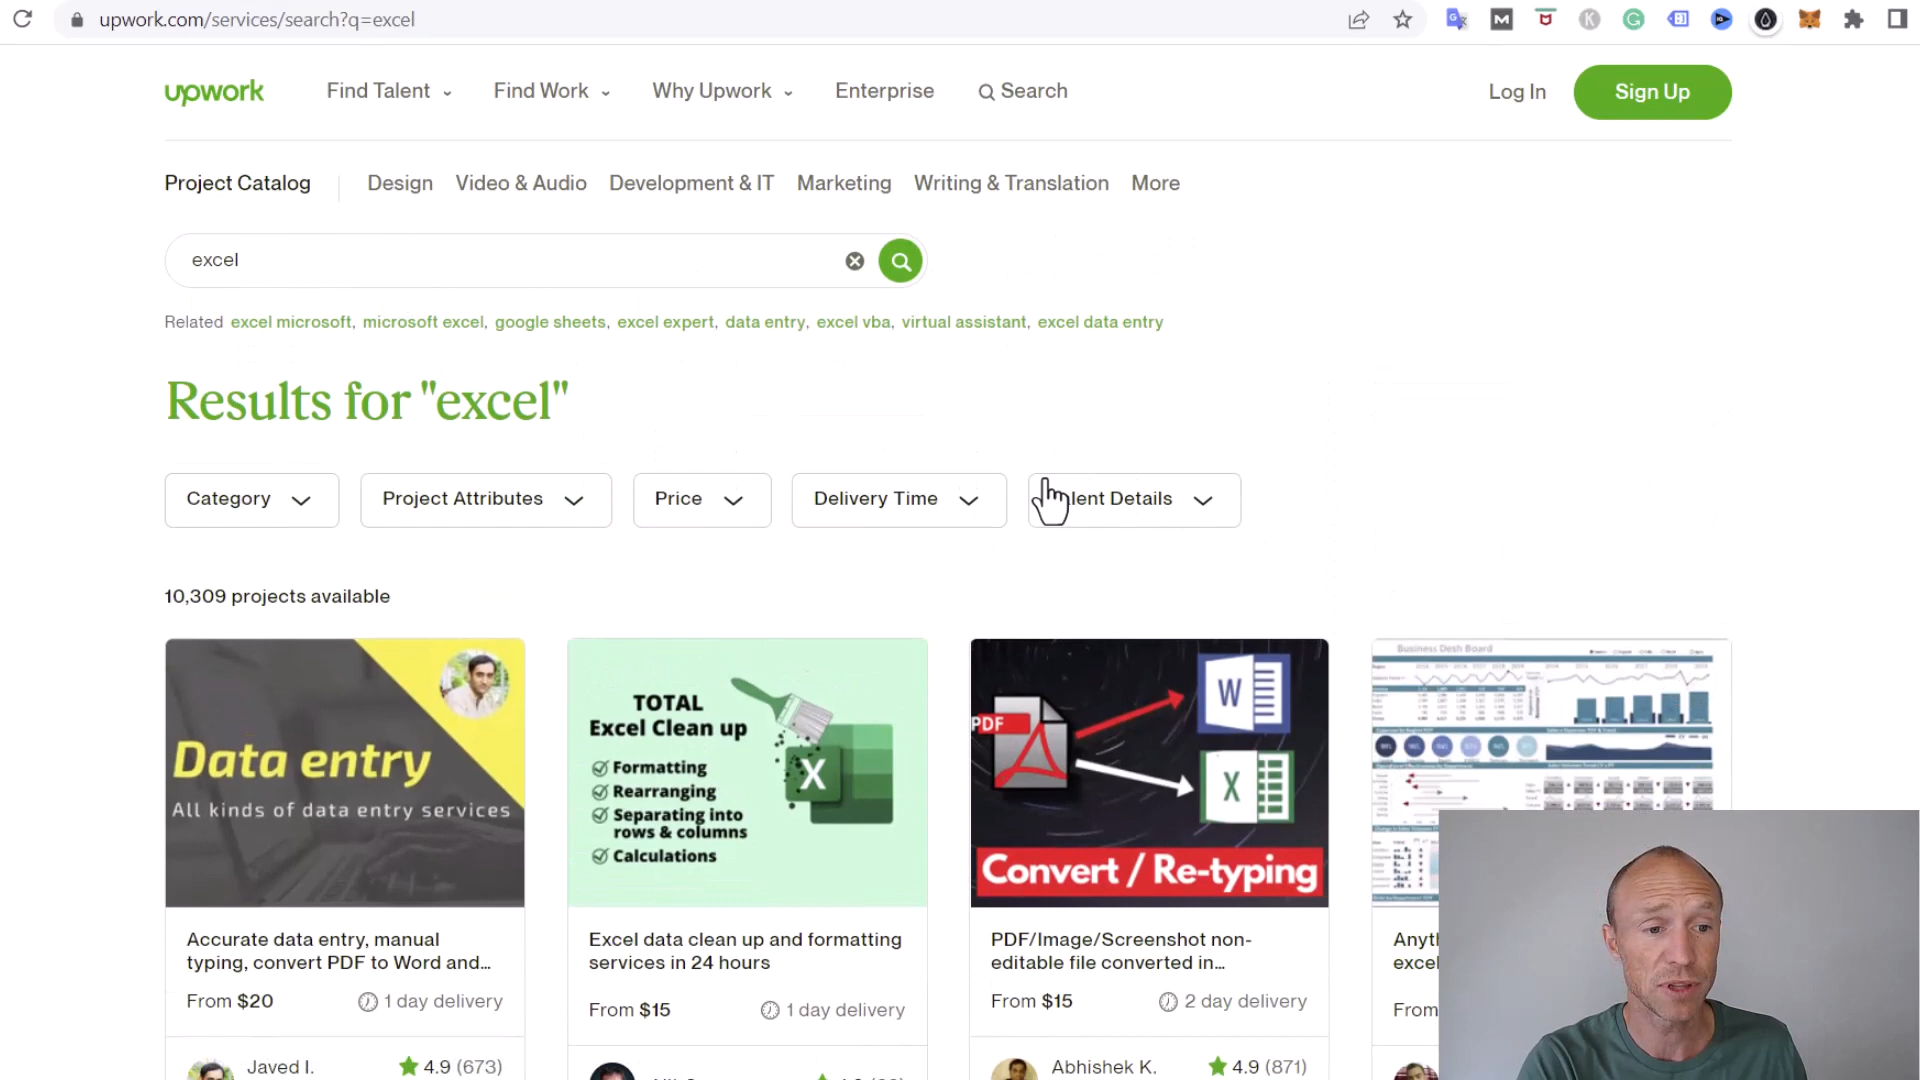 upwork.com/services/search?q=excel
upwork
Find Talent
Find Work
Why Upwork
Enterprise
Search
Log In
Sign Up
Project Catalog
Design
Video & Audio
Development & IT
Marketing
Writing & Translation
More
excel
Related excel microsoft, microsoft excel, google sheets, excel expert, data entry, excel vba, virtual assistant, excel data entry
Results for "excel"
Category
Project Attributes
Price
Delivery Time
lent Details
10,309 projects available
Data entry
All kinds of data entry services
Accurate data entry, manual
typing, convert PDF to Word and...
From $20
1 day delivery
Javed I.
4.9 (673)
TOTAL
Excel Clean up
Formatting
Rearranging
Separating into
rows & columns
Calculations
X
Excel data clean up and formatting
services in 24 hours
From $15
1 day delivery
PDF
W
X
Convert / Re-typing
PDF/Image/Screenshot non-
editable file converted in...
From $15
2 day delivery
Abhishek K.
4.9 (871)
Business Desh Board
excel
From